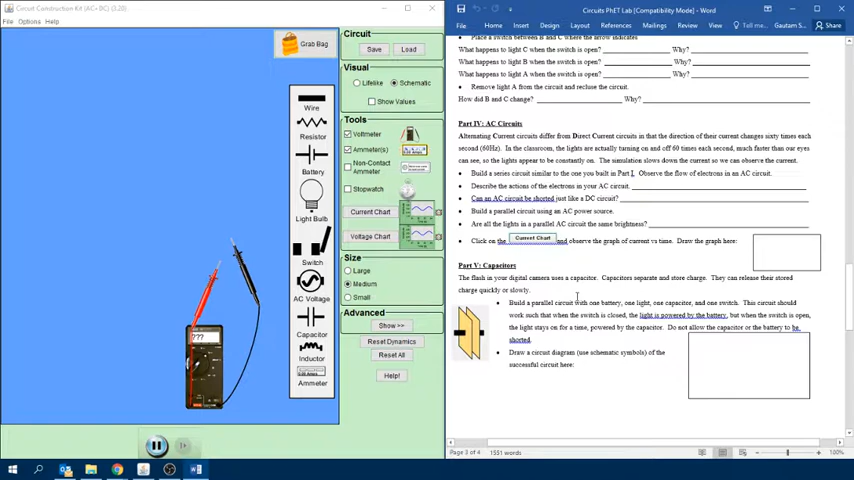 Circuit Construction Kit (AC+DC) (3.20)
File Options Help
Grab Bag
Wire
Resistor
Battery
Light Bulb
Switch
AC Voltage
Capacitor
Inductor
Ammeter
???
Circuit
Save Load
Visual
Lifelike Schematic
Show Values
Tools
Voltmeter
Ammeter(s)
Non-Contact
Ammeter
Stopwatch
Current Chart
Voltage Chart
Size
Large
Medium
Small
Advanced
Show >>
Reset Dynamics
Reset All
Help!
Circuits PhET Lab [Compatibility Mode] - Word
File Home Insert Design Layout References Mailings Review View Tell me Gautam S... Share
Place a switch between B and C where the arrow indicates
What happens to light C when the switch is open? Why?
What happens to light B when the switch is open? Why?
What happens to light A when the switch is open? Why?
• Remove light A from the circuit and reclose the circuit.
How did B and C change? Why?
Part IV: AC Circuits
Alternating Current circuits differ from Direct Current circuits in that the direction of their current changes sixty times each
second (60Hz). In the classroom, the lights are actually turning on and off 60 times each second, much faster than our eyes
can see, so the lights appear to be constantly on. The simulation slows down the current so we can observe the current.
• Build a series circuit similar to the one you built in Part I. Observe the flow of electrons in an AC circuit.
• Describe the actions of the electrons in your AC circuit.
• Can an AC circuit be shorted just like a DC circuit?
• Build a parallel circuit using an AC power source.
• Are all the lights in a parallel AC circuit the same brightness?
• Click on the Current Chart and observe the graph of current vs time. Draw the graph here:
Part V: Capacitors
The flash in your digital camera uses a capacitor. Capacitors separate and store charge. They can release their stored
charge quickly or slowly.
• Build a parallel circuit with one battery, one light, one capacitor, and one switch. This circuit should
work such that when the switch is closed, the light is powered by the battery, but when the switch is open,
the light stays on for a time, powered by the capacitor. Do not allow the capacitor or the battery to be
shorted.
• Draw a circuit diagram (use schematic symbols) of the
successful circuit here:
Page 3 of 4 1551 words 100%